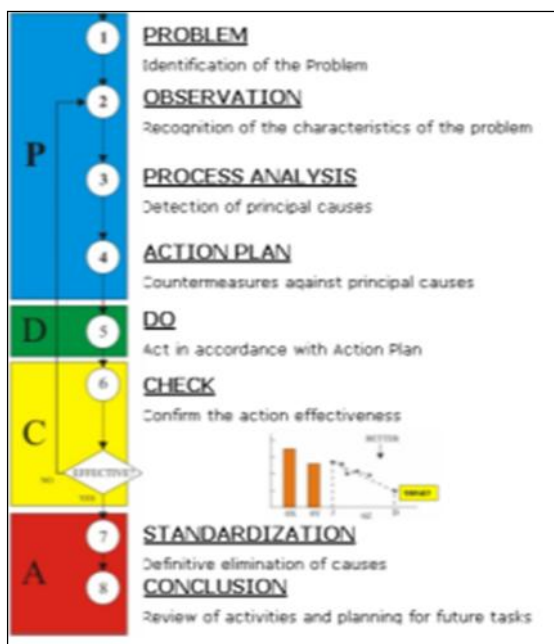 1 PROBLEM
Identification of the Problem
2 OBSERVATION
Recognition of the characteristics of the problem
P
3 PROCESS ANALYSIS
Detection of principal causes
4 ACTION PLAN
Countermeasures against principal causes
D
5 DO
Act in accordance with Action Plan
6 CHECK
Confirm the action effectiveness
C
BETTER
EFFECTIVE?
NO
YES
TARGET
7 STANDARDIZATION
Definitive elimination of causes
A
8 CONCLUSION
Review of activities and planning for future tasks